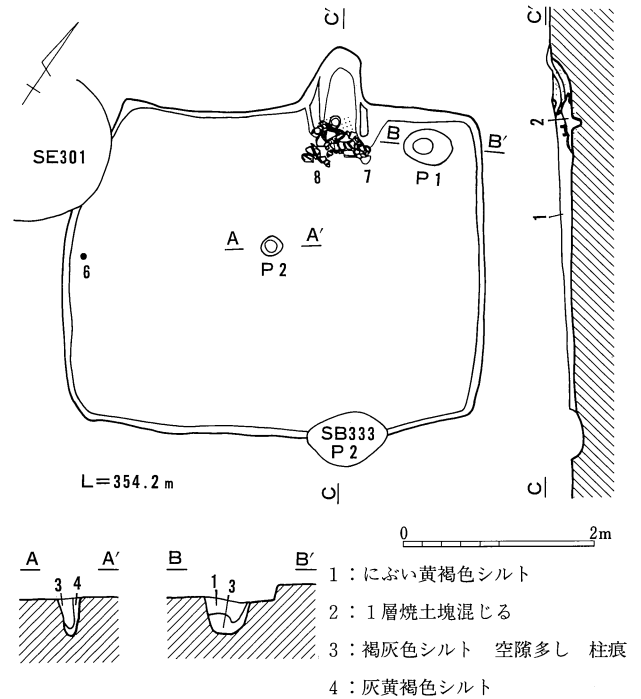 C'
C'
SE301
B
B'
8
7
P1
2
1
A
A'
P2
6
SB333
P2
L=354.2m
C
C
0
2m
A
A'
B
B'
3
4
1
3
1：にぶい黄褐色シルト
2：1層焼土塊混じる
3：褐灰色シルト　空隙多し　柱痕
4：灰黄褐色シルト